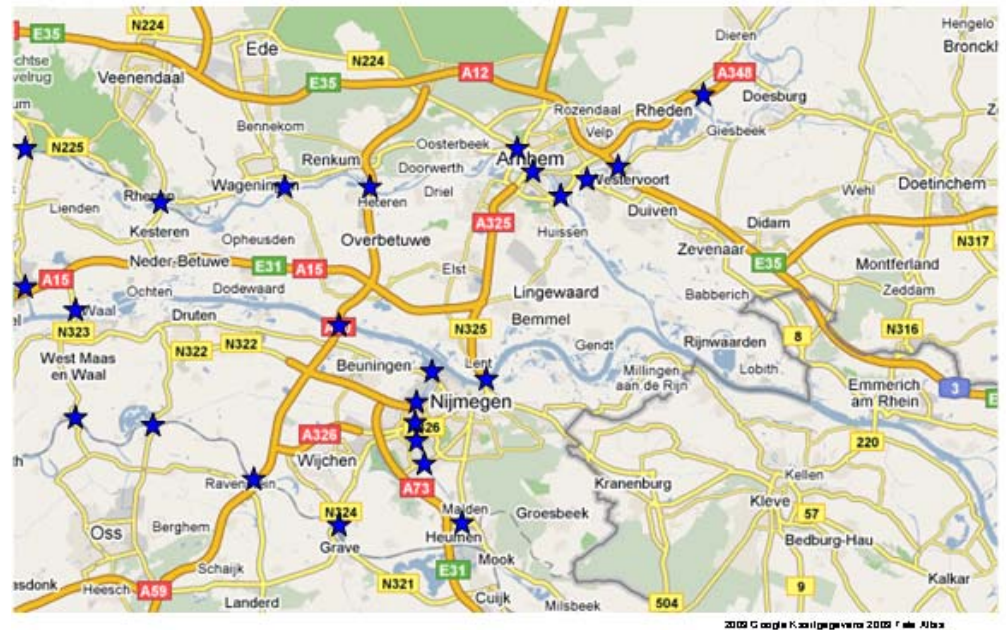 N224
Hengelo
E35
Dieren
Bronckh
Ede
chtse
N224
Veenendaal
A12
A348
velrug
E35
Doesburg
um
Rozendaal
Rheden
Bennekom
Velp
Giesbeek
N225
Oosterbeek
Renkum
Arnhem
Doorwerth
Wageningen
Westervoort
Doetinchem
Driel
Wehl
Heteren
Lienden
Duiven
A325
Didam
Kesteren
Huissen
Opheusden
Overbetuwe
N317
Zevenaar
Neder-Betuwe
E31
A15
E35
Montferland
Elst
A15
Dodewaard
Ochten
Lingewaard
Babberich
Zeddam
Waal
Druten
Bemmel
N323
N325
N316
8
N322
N322
Gendt
Rijnwaarden
West Maas
en Waal
Beuningen
Lent
Millingen
aan de Rijn
Lobith
Emmerich
am Rhein
3
E
Nijmegen
A326
220
th
Wijchen
Kellen
Kranenburg
A73
Kleve
N324
Malden
Groesbeek
57
Oss
Berghem
Heumen
Bedburg-Hau
Grave
Mook
Schaijk
E31
asdonk
Heesch
A59
N321
Kalkar
9
Landerd
Cuijk
Milsbeek
504